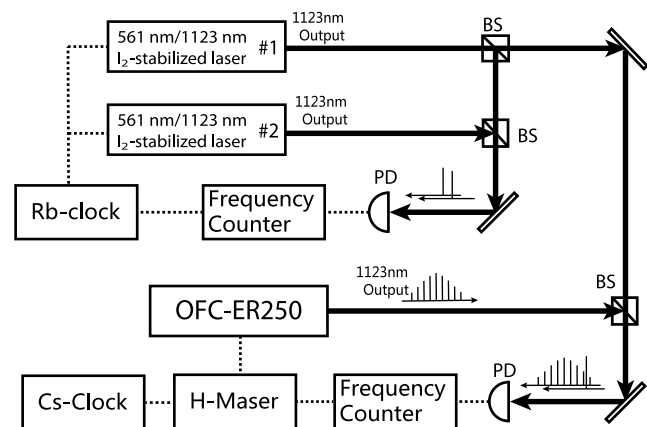 561 nm/1123 nm
I₂-stabilized laser
#1
1123nm
Output
BS
561 nm/1123 nm
I₂-stabilized laser
#2
1123nm
Output
BS
Rb-clock
Frequency
Counter
PD
OFC-ER250
1123nm
Output
BS
Cs-Clock
H-Maser
Frequency
Counter
PD